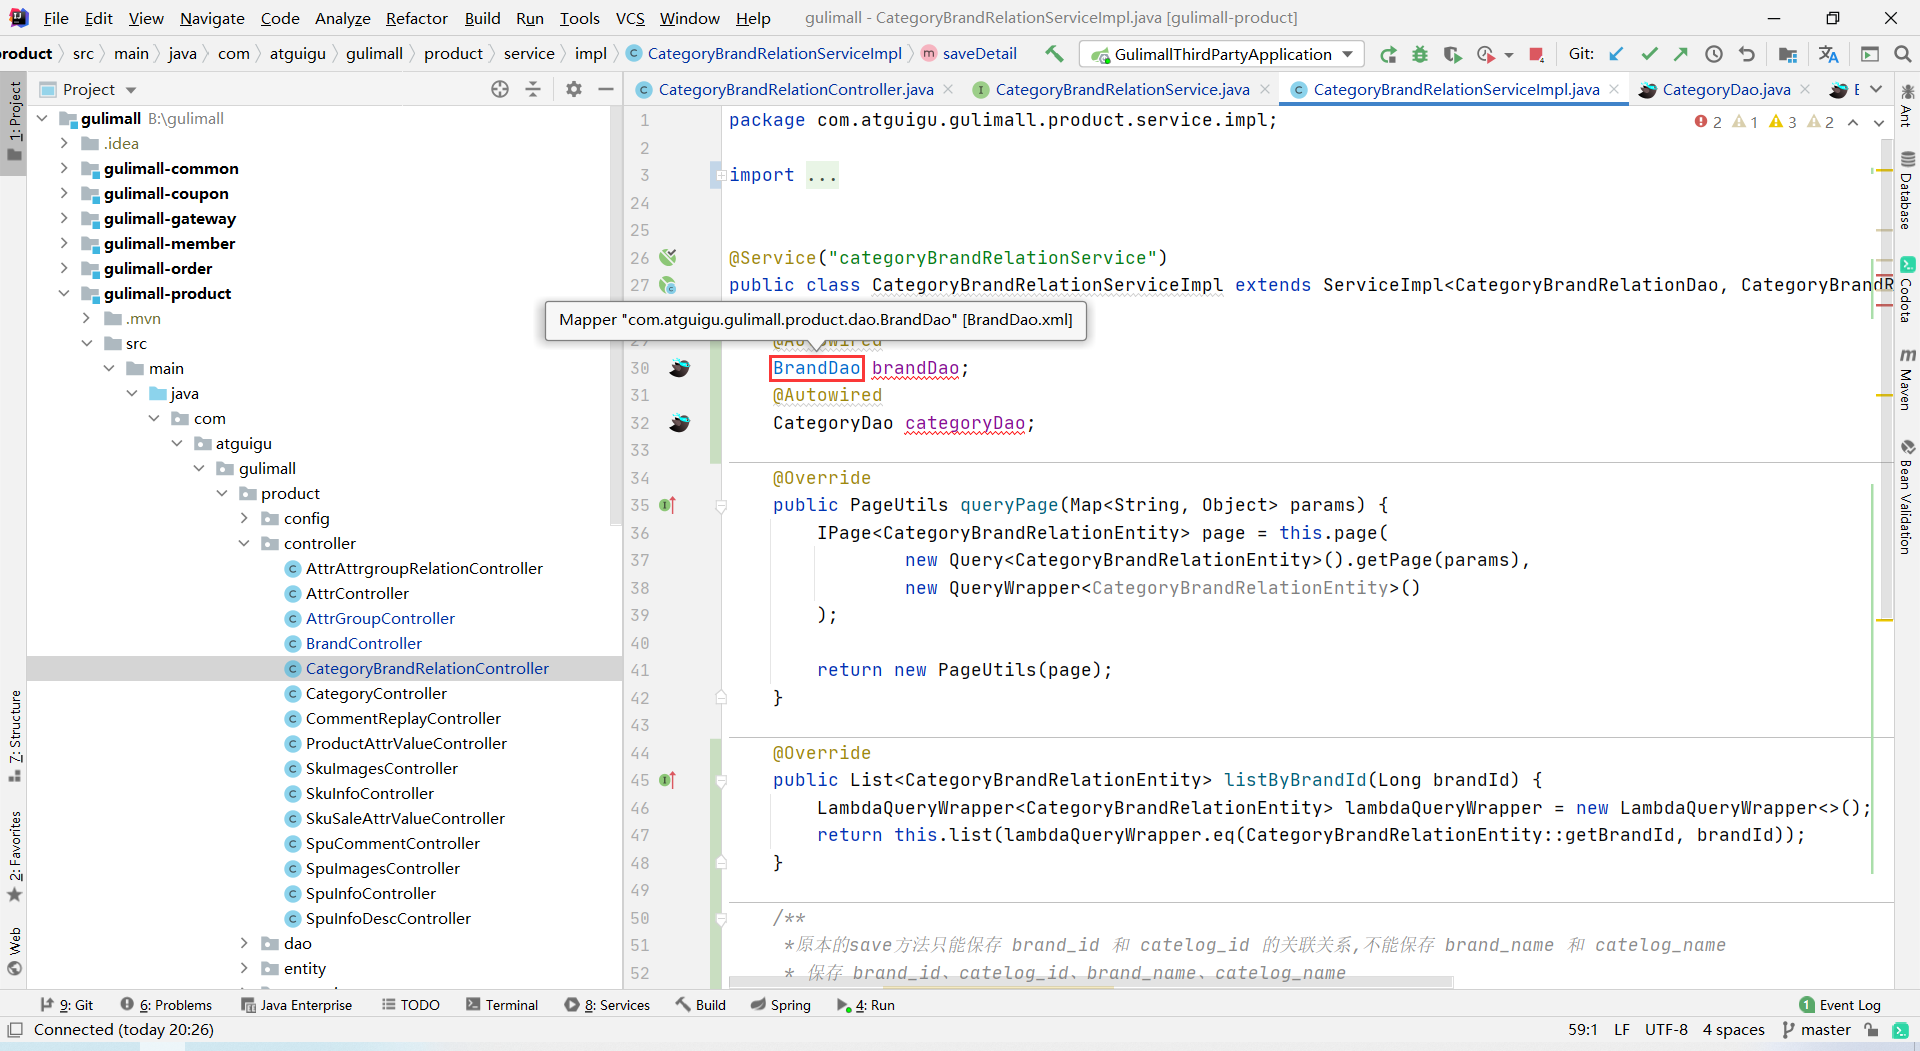 File Edit View Navigate Code Analyze Refactor Build Run Tools VCS Window Help gulimall - CategoryBrandRelationServiceImpl.java [gulimall-product]
product src main java com atguigu gulimall product service impl CategoryBrandRelationServiceImpl saveDetail GulimallThirdPartyApplication Git:
Project
CategoryBrandRelationController.java CategoryBrandRelationService.java CategoryBrandRelationServiceImpl.java CategoryDao.java
2 1 3 2
1: Project
7: Structure
2: Favorites
Web
gulimall B:\gulimall
.idea
gulimall-common
gulimall-coupon
gulimall-gateway
gulimall-member
gulimall-order
gulimall-product
.mvn
src
main
java
com
atguigu
gulimall
product
config
controller
AttrAttrgroupRelationController
AttrController
AttrGroupController
BrandController
CategoryBrandRelationController
CategoryController
CommentReplayController
ProductAttrValueController
SkuImagesController
SkuInfoController
SkuSaleAttrValueController
SpuCommentController
SpuImagesController
SpuInfoController
SpuInfoDescController
dao
entity
1 package com.atguigu.gulimall.product.service.impl;
2
3 import ...
24
25
26 @Service("categoryBrandRelationService")
27 public class CategoryBrandRelationServiceImpl extends ServiceImpl<CategoryBrandRelationDao, CategoryBrandR
Mapper "com.atguigu.gulimall.product.dao.BrandDao" [BrandDao.xml]
29 @Autowired
30 BrandDao brandDao;
31 @Autowired
32 CategoryDao categoryDao;
33
34 @Override
35 public PageUtils queryPage(Map<String, Object> params) {
36 IPage<CategoryBrandRelationEntity> page = this.page(
37 new Query<CategoryBrandRelationEntity>().getPage(params),
38 new QueryWrapper<CategoryBrandRelationEntity>()
39 );
40
41 return new PageUtils(page);
42 }
43
44 @Override
45 public List<CategoryBrandRelationEntity> listByBrandId(Long brandId) {
46 LambdaQueryWrapper<CategoryBrandRelationEntity> lambdaQueryWrapper = new LambdaQueryWrapper<>();
47 return this.list(lambdaQueryWrapper.eq(CategoryBrandRelationEntity::getBrandId, brandId));
48 }
49
50 /**
51 *原本的save方法只能保存 brand_id 和 catelog_id 的关联关系,不能保存 brand_name 和 catelog_name
52 * 保存 brand_id、catelog_id、brand_name、catelog_name
Ant
Database
Codota
Maven
Bean Validation
9: Git 6: Problems Java Enterprise TODO Terminal 8: Services Build Spring 4: Run 1 Event Log
Connected (today 20:26) 59:1 LF UTF-8 4 spaces master